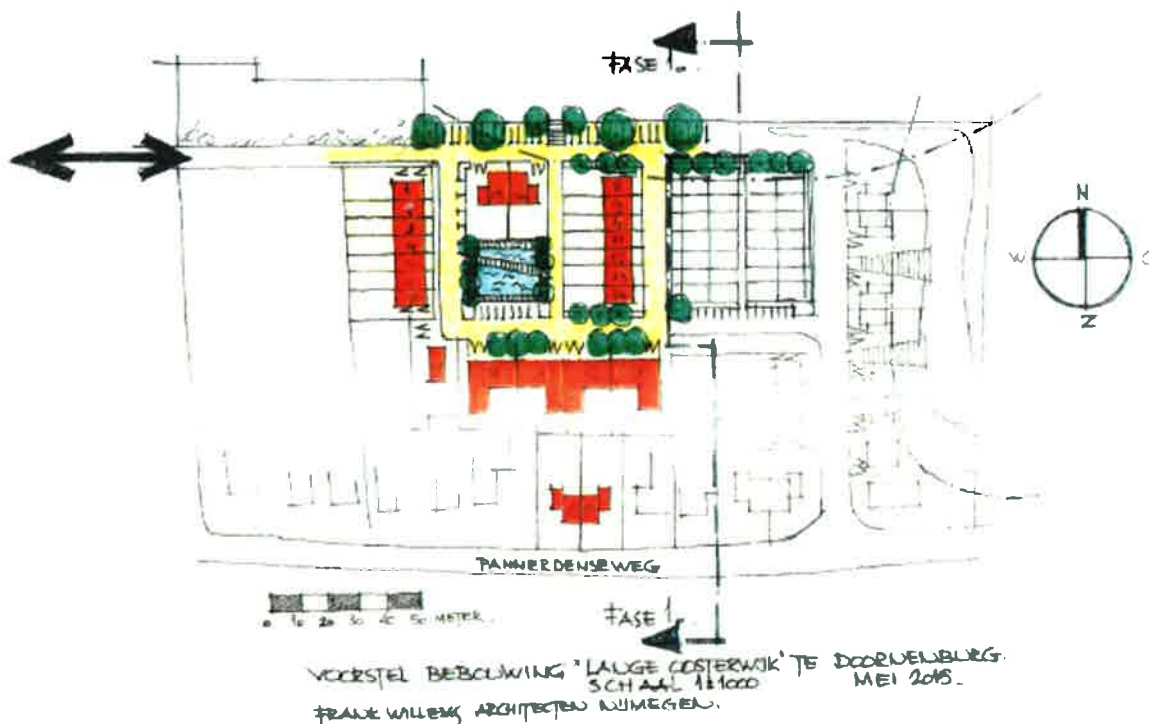 FASE 1.
N
W
O
Z
PANNERDENSEWEG
0 10 20 30 40 50 METER.
FASE 1.
VOORSTEL BEBOUWING "LANGE OOSTERWIJK" TE DOORNENBURG.
SCHAAL 1:1000
MEI 2015.
FRANK WILLEMS ARCHITECTEN NIJMEGEN.